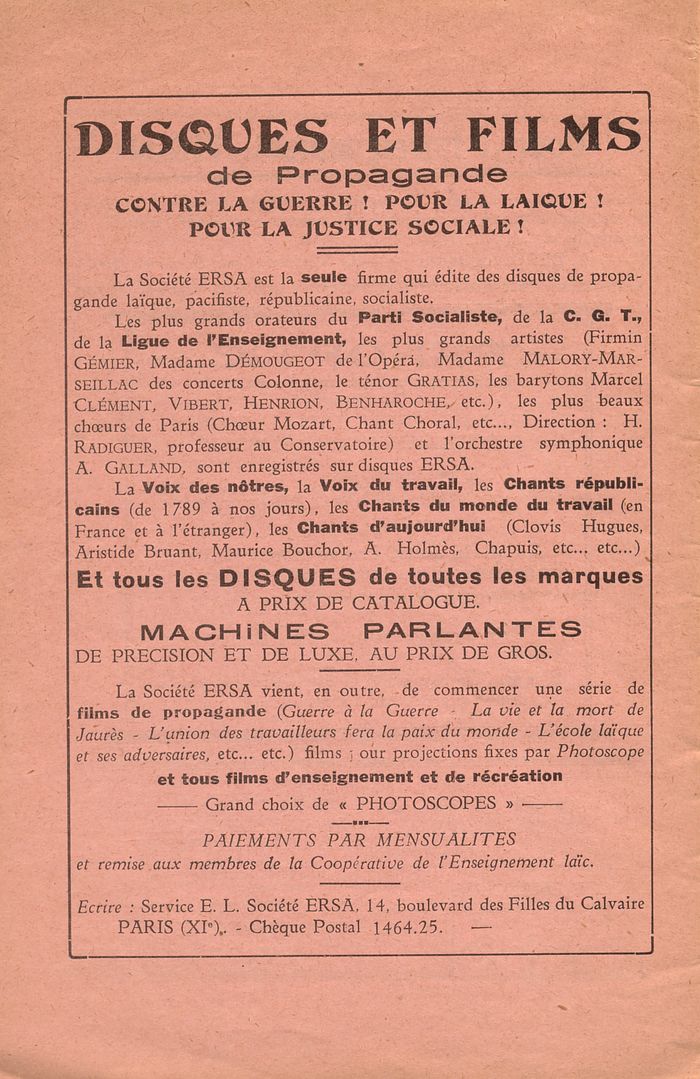 DISQUES ET FILMS
de Propagande
CONTRE LA GUERRE ! POUR LA LAIQUE !
POUR LA JUSTICE SOCIALE !
La Société ERSA est la seule firme qui édite des disques de propa-
gande laïque, pacifiste, républicaine, socialiste.
Les plus grands orateurs du Parti Socialiste, de la C. G. T.,
de la Ligue de l'Enseignement, les plus grands artistes (Firmin
GÉMIER, Madame DÉMOUGEOT de l'Opéra, Madame MALORY-MAR-
SEILLAC des concerts Colonne, le ténor GRATIAS, les barytons Marcel
CLÉMENT, VIBERT, HENRION, BENHAROCHE, etc.), les plus beaux
chœurs de Paris (Chœur Mozart, Chant Choral, etc..., Direction : H.
RADIGUER, professeur au Conservatoire) et l'orchestre symphonique
A. GALLAND, sont enregistrés sur disques ERSA.
La Voix des nôtres, la Voix du travail, les Chants républi-
cains (de 1789 à nos jours), les Chants du monde du travail (en
France et à l'étranger), les Chants d'aujourd'hui (Clovis Hugues,
Aristide Bruant, Maurice Bouchor, A. Holmès, Chapuis, etc... etc...)
Et tous les DISQUES de toutes les marques
A PRIX DE CATALOGUE.
MACHiNES PARLANTES
DE PRECISION ET DE LUXE, AU PRIX DE GROS.
La Société ERSA vient, en outre, de commencer une série de
films de propagande (Guerre à la Guerre - La vie et la mort de
Jaurès - L'union des travailleurs fera la paix du monde - L'école laïque
et ses adversaires, etc... etc.) films our projections fixes par Photoscope
et tous films d'enseignement et de récréation
Grand choix de « PHOTOSCOPES »
PAIEMENTS PAR MENSUALITES
et remise aux membres de la Coopérative de l'Enseignement laïc.
Ecrire : Service E. L. Société ERSA, 14, boulevard des Filles du Calvaire
PARIS (XIᵉ). - Chèque Postal 1464.25. —